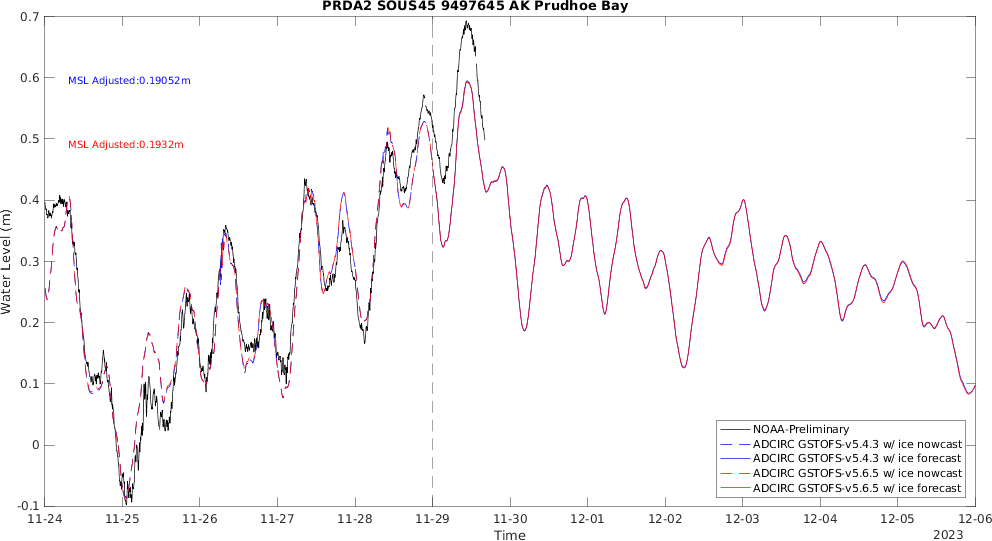 PRDA2 SOUS45 9497645 AK Prudhoe Bay
0.7
0.6
0.5
0.4
0.3
0.2
0.1
0
-0.1
Water Level (m)
MSL Adjusted:0.19052m
MSL Adjusted:0.1932m
NOAA-Preliminary
ADCIRC GSTOFS-v5.4.3 w/ ice nowcast
ADCIRC GSTOFS-v5.4.3 w/ ice forecast
ADCIRC GSTOFS-v5.6.5 w/ ice nowcast
ADCIRC GSTOFS-v5.6.5 w/ ice forecast
11-24 11-25 11-26 11-27 11-28 11-29 11-30 12-01 12-02 12-03 12-04 12-05 12-06
Time
2023